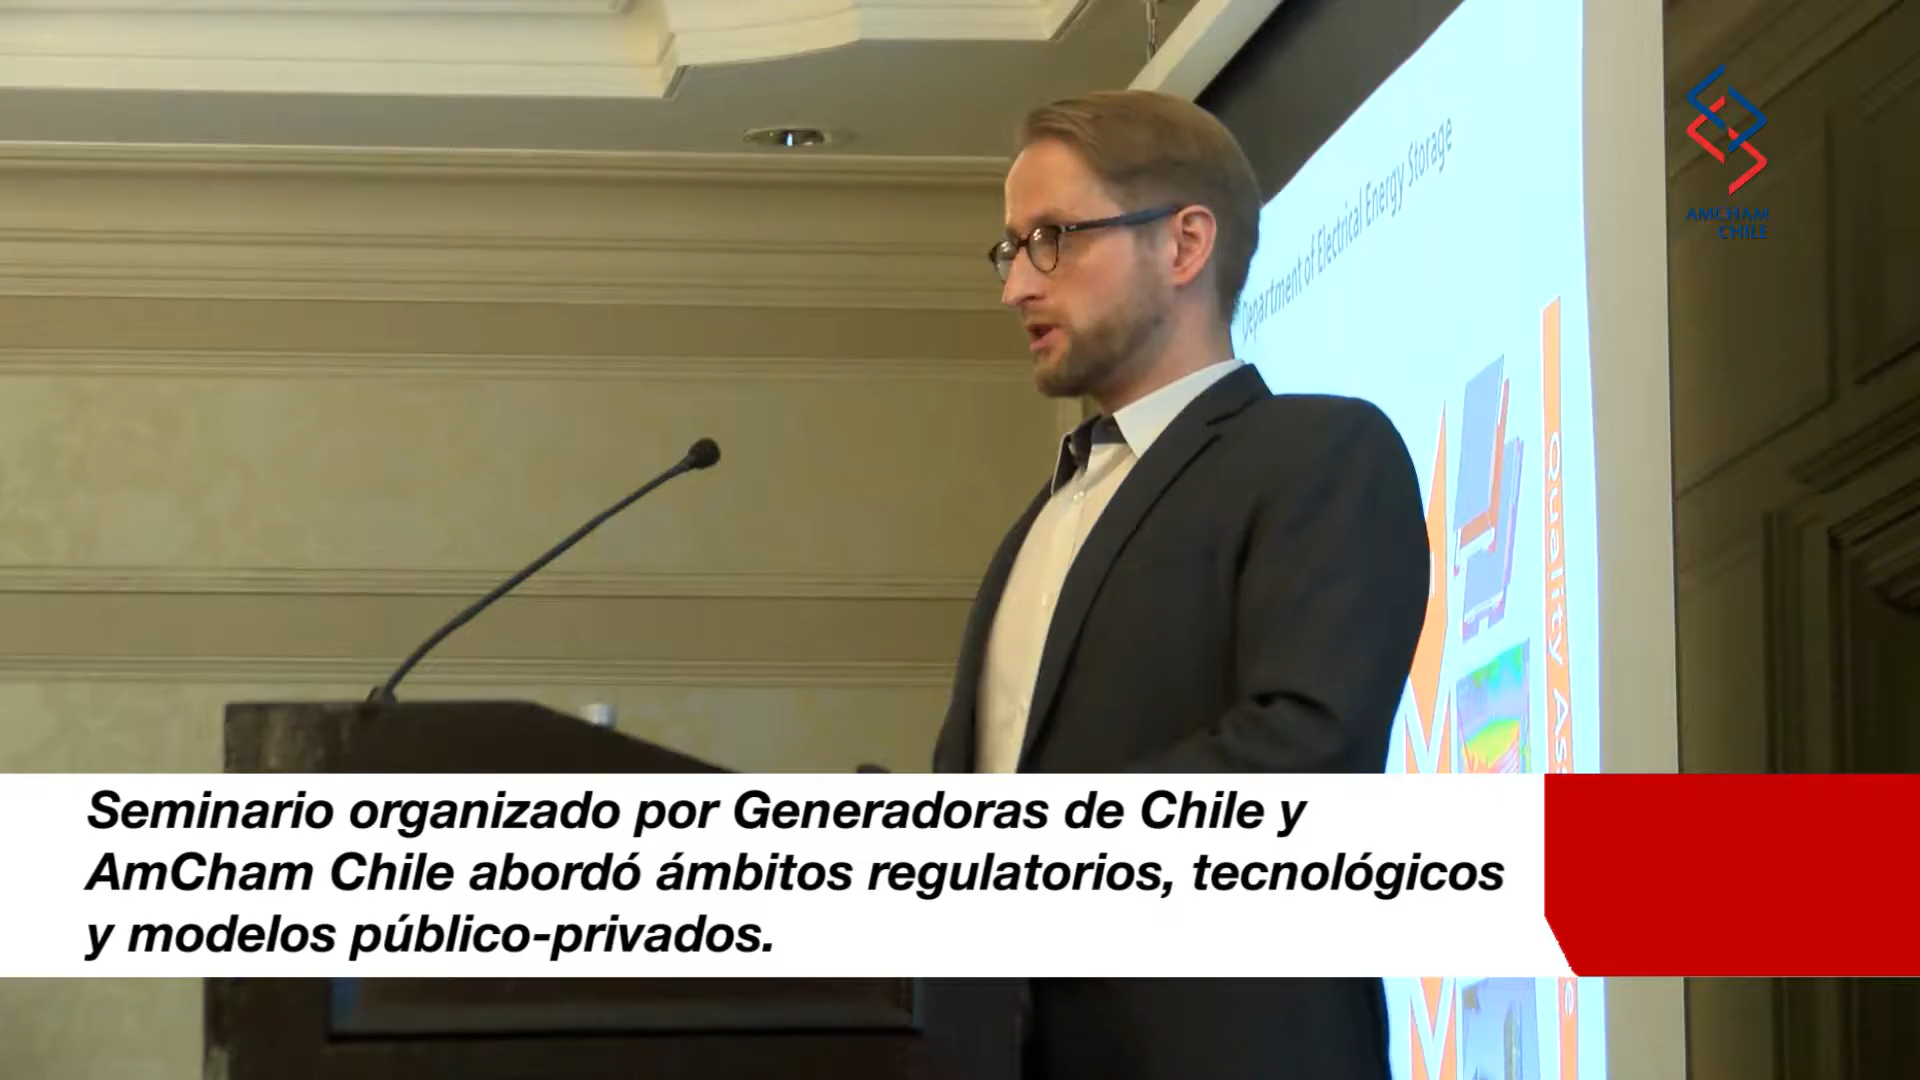 AMCHAM
CHILE
Department of Electrical Energy Storage
Quality As
Seminario organizado por Generadoras de Chile y
AmCham Chile abordó ámbitos regulatorios, tecnológicos
y modelos público-privados.